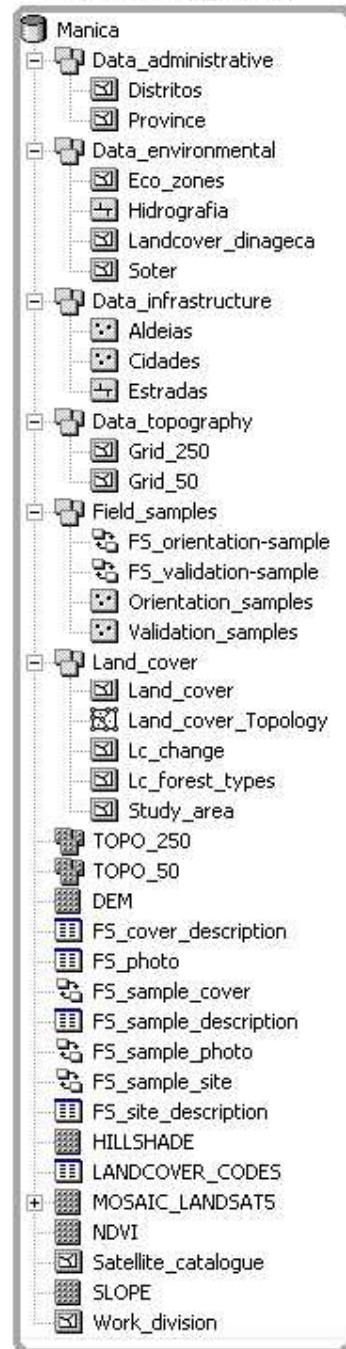 Manica
Data_administrative
Distritos
Province
Data_environmental
Eco_zones
Hidrografia
Landcover_dinageca
Soter
Data_infrastructure
Aldeias
Cidades
Estradas
Data_topography
Grid_250
Grid_50
Field_samples
FS_orientation-sample
FS_validation-sample
Orientation_samples
Validation_samples
Land_cover
Land_cover
Land_cover_Topology
Lc_change
Lc_forest_types
Study_area
TOPO_250
TOPO_50
DEM
FS_cover_description
FS_photo
FS_sample_cover
FS_sample_description
FS_sample_photo
FS_sample_site
FS_site_description
HILLSHADE
LANDCOVER_CODES
MOSAIC_LANDSAT5
NDVI
Satellite_catalogue
SLOPE
Work_division